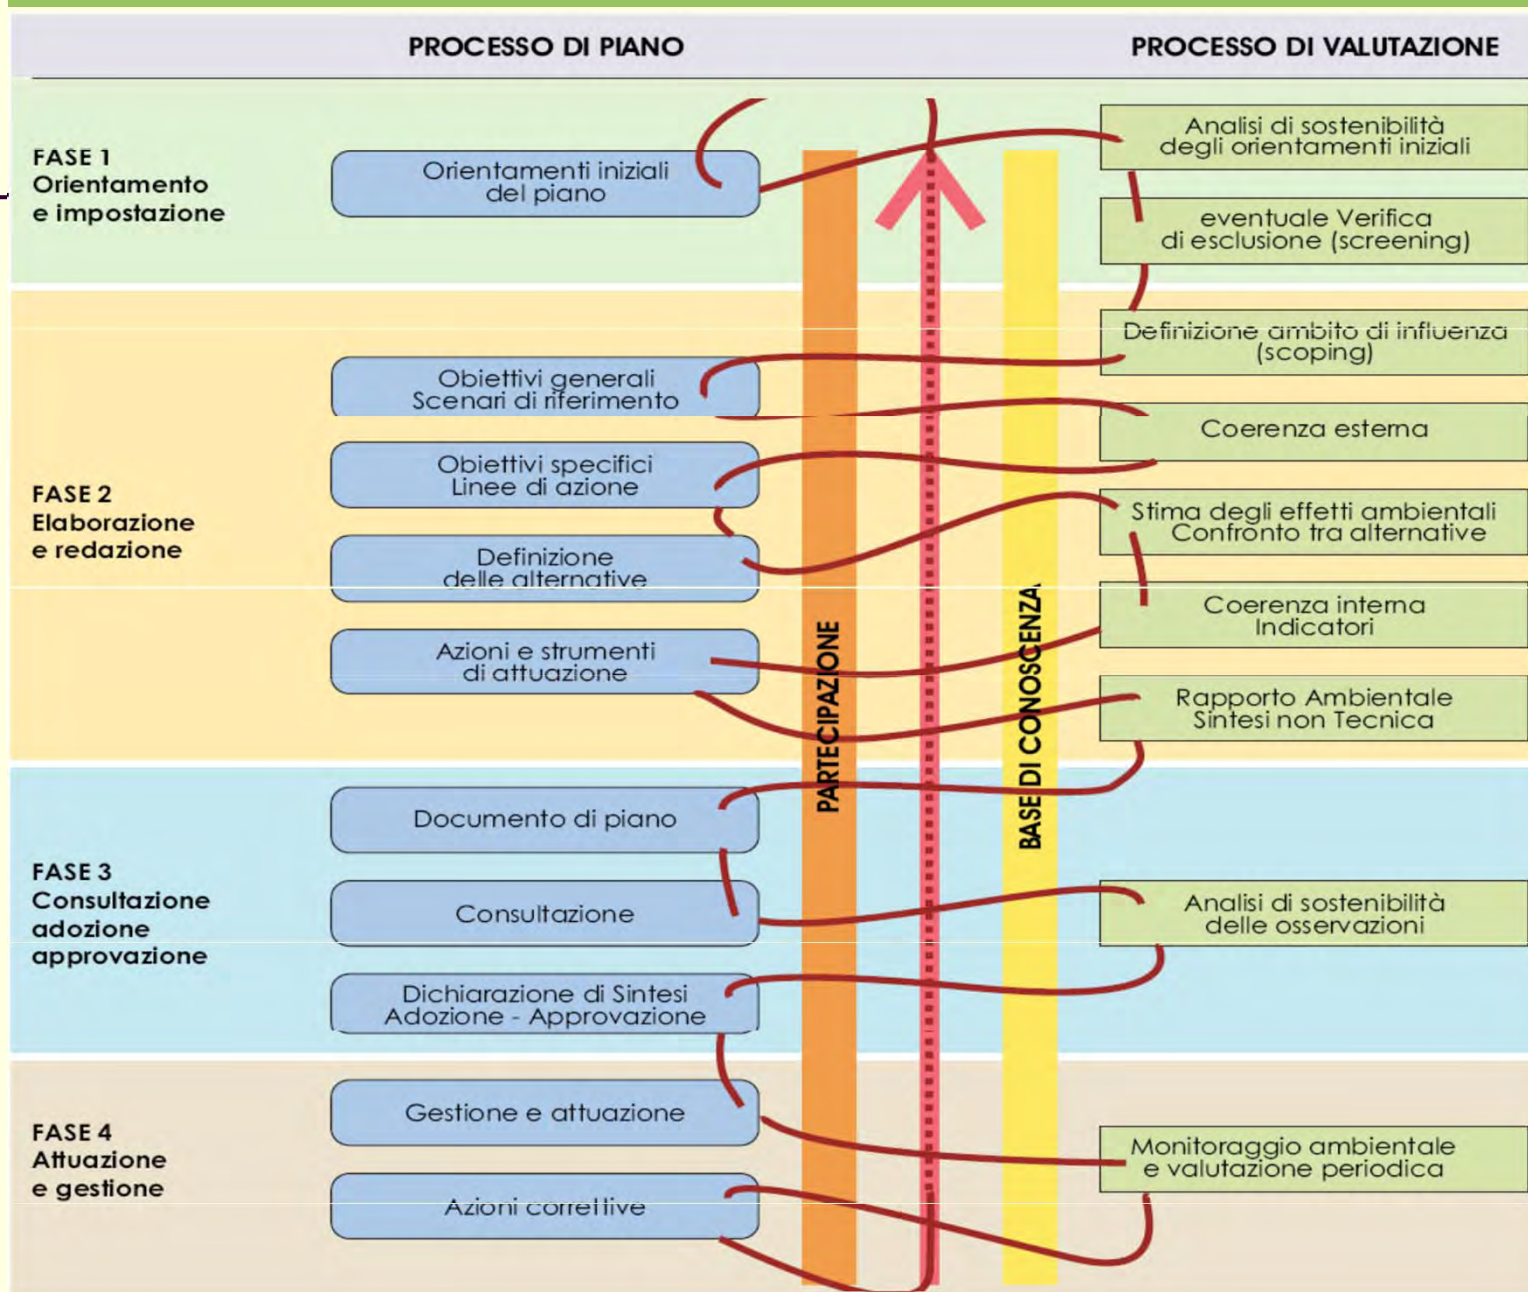 PROCESSO DI PIANO
PROCESSO DI VALUTAZIONE
FASE 1
Orientamento
e impostazione
Orientamenti iniziali
del piano
Analisi di sostenibilità
degli orientamenti iniziali
eventuale Verifica
di esclusione (screening)
FASE 2
Elaborazione
e redazione
Obiettivi generali
Scenari di riferimento
Obiettivi specifici
Linee di azione
Definizione
delle alternative
Azioni e strumenti
di attuazione
Definizione ambito di influenza
(scoping)
Coerenza esterna
Stima degli effetti ambientali
Confronto tra alternative
Coerenza interna
Indicatori
Rapporto Ambientale
Sintesi non Tecnica
PARTECIPAZIONE
BASE DI CONOSCENZA
FASE 3
Consultazione
adozione
approvazione
Documento di piano
Consultazione
Dichiarazione di Sintesi
Adozione - Approvazione
Analisi di sostenibilità
delle osservazioni
FASE 4
Attuazione
e gestione
Gestione e attuazione
Azioni correttive
Monitoraggio ambientale
e valutazione periodica